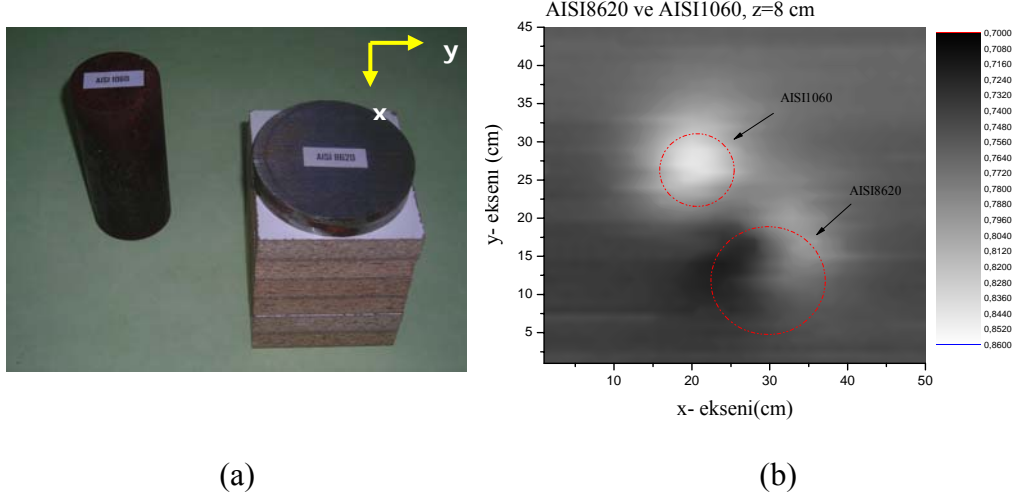 AISI 1060
y
x
AISI 8620
(a)
AISI8620 ve AISI1060, z=8 cm
45
40
35
30
25
20
15
10
5
y- ekseni (cm)
AISI1060
AISI8620
10 20 30 40 50
x- ekseni(cm)
0,7000
0,7080
0,7160
0,7240
0,7320
0,7400
0,7480
0,7560
0,7640
0,7720
0,7800
0,7880
0,7960
0,8040
0,8120
0,8200
0,8280
0,8360
0,8440
0,8520
0,8600
(b)